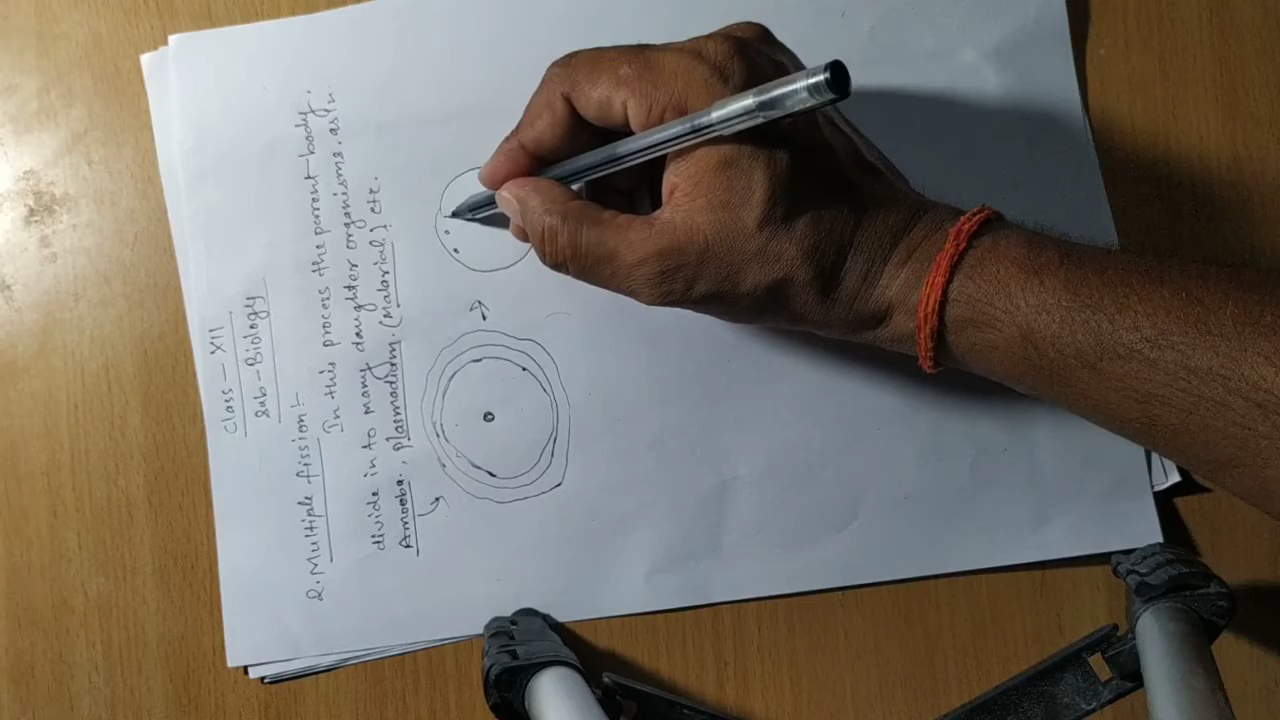 Class - XII
Sub - Biology
2. Multiple fission! -
In this process the parent body.
divide in to many daughter organisms, as in
Amoeba., plasmodium. (Malarial) etc.